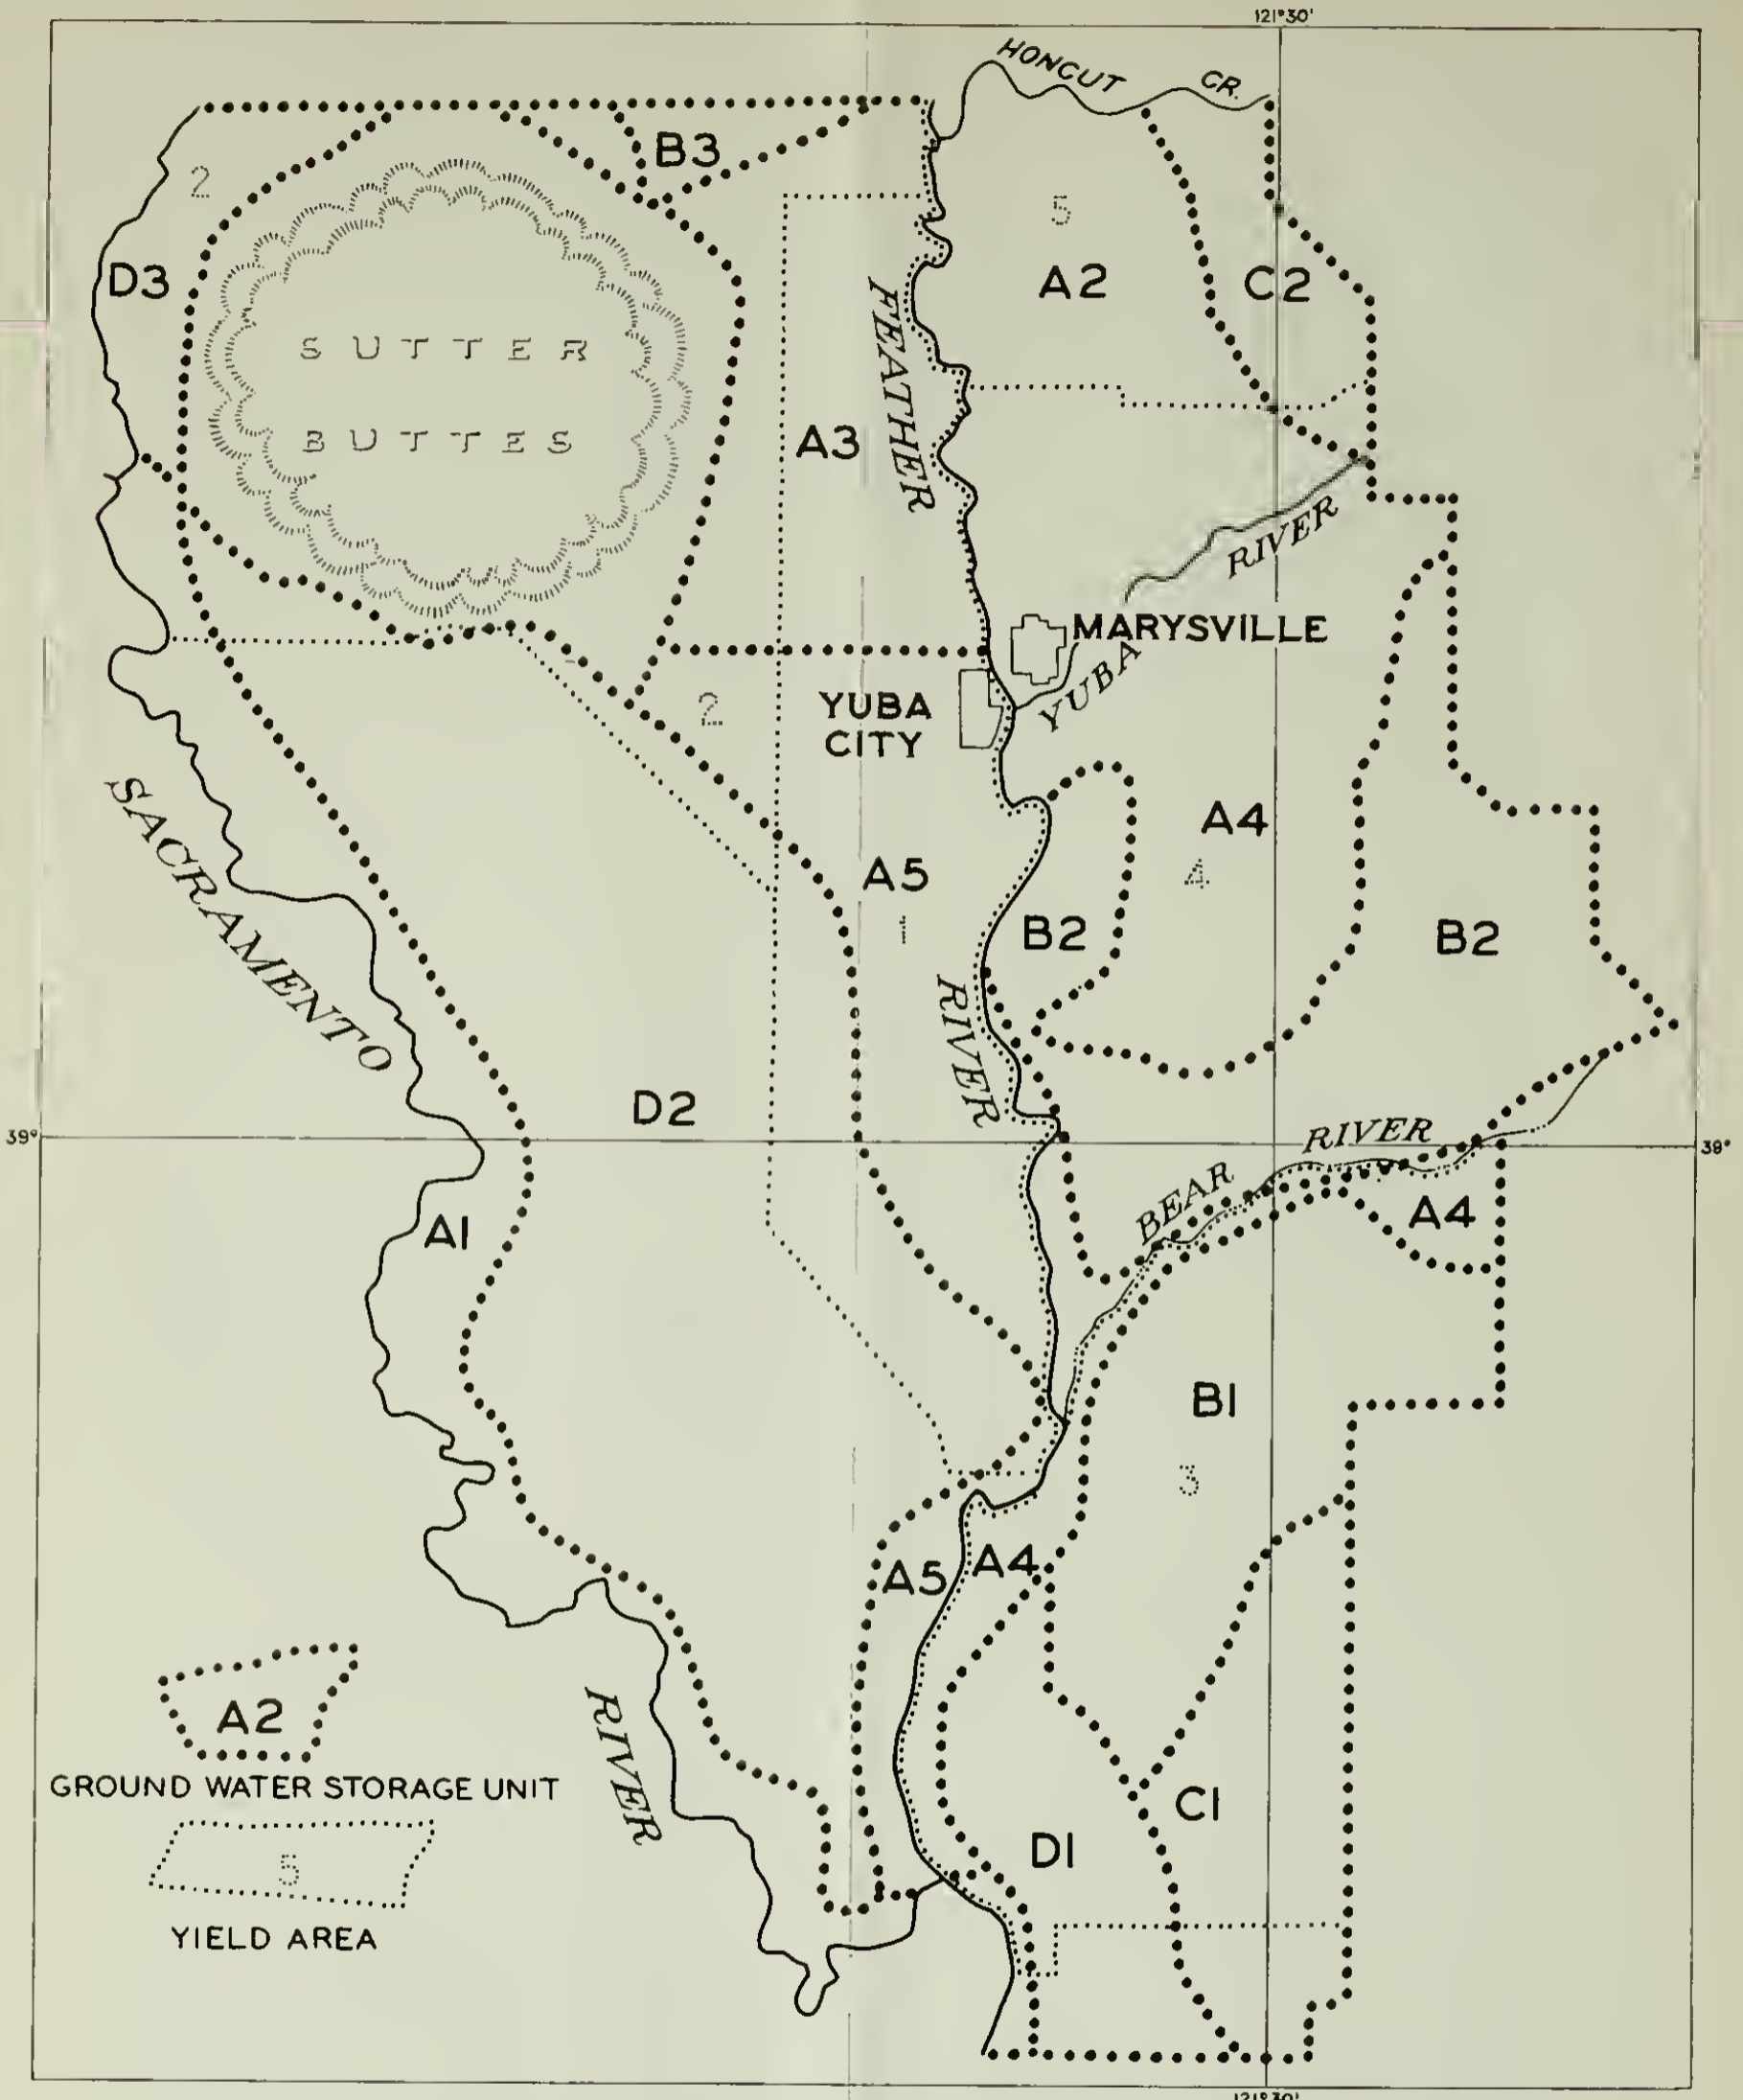 121°30'
HONCUT CR.
B3
2
5
D3
A2
C2
FEATHER
SUTTER
BUTTES
A3
RIVER
MARYSVILLE
YUBA
2
YUBA
CITY
SACRAMENTO
A4
A5
4
1
B2
B2
RIVER
D2
39°
RIVER
39°
BEAR
A1
A4
B1
3
A5
A4
A2
RIVER
GROUND WATER STORAGE UNIT
C1
D1
5
YIELD AREA
121°30'